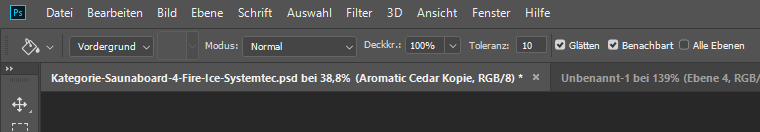 Ps Datei Bearbeiten Bild Ebene Schrift Auswahl Filter 3D Ansicht Fenster Hilfe
Vordergrund Modus: Normal Deckkr.: 100% Toleranz: 10 Glätten Benachbart Alle Ebenen
Kategorie-Saunaboard-4-Fire-Ice-Systemtec.psd bei 38,8% (Aromatic Cedar Kopie, RGB/8) * × Unbenannt-1 bei 139% (Ebene 4, RGB/